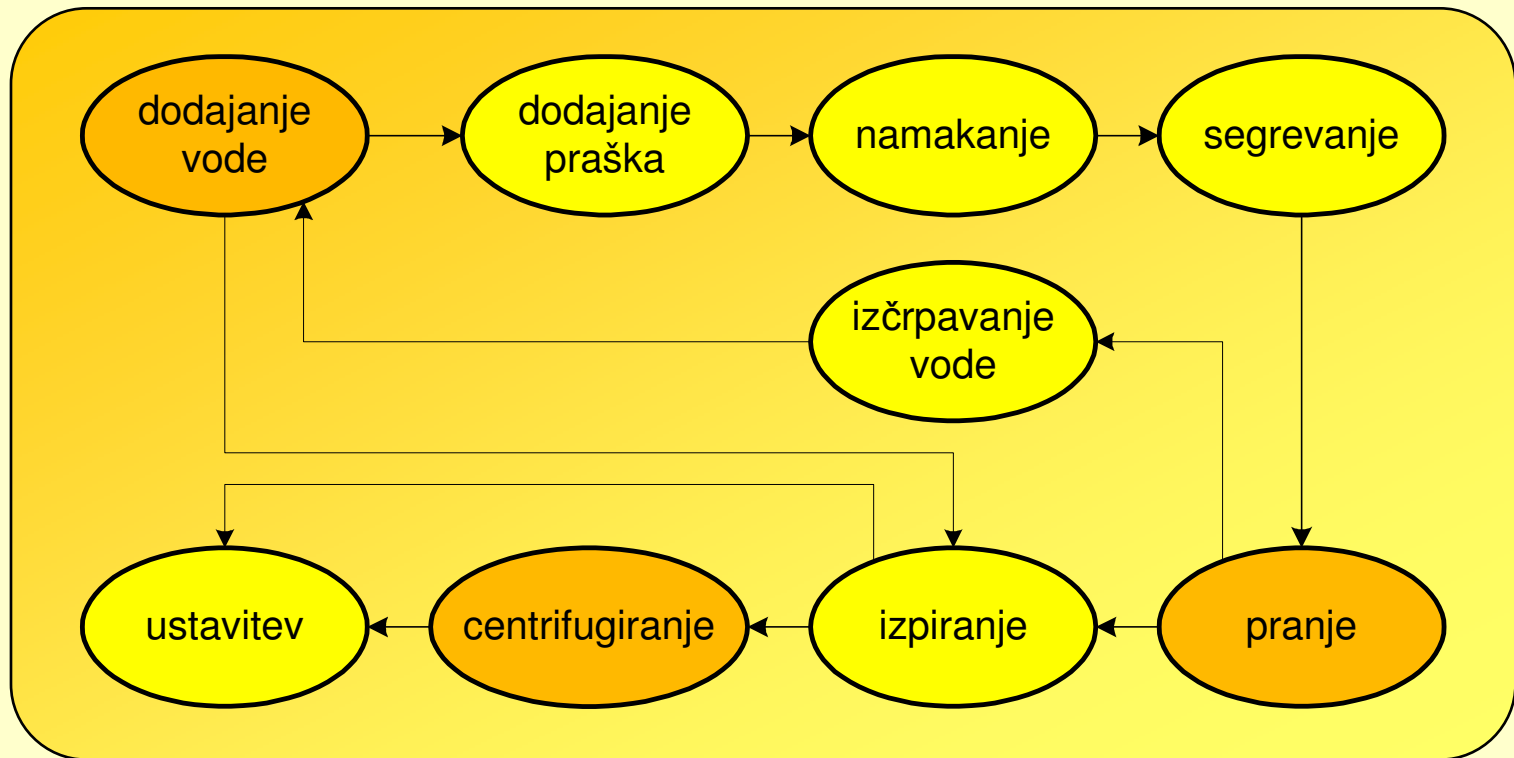 dodajanje
vode
dodajanje
praška
namakanje
segrevanje
izčrpavanje
vode
ustavitev
centrifugiranje
izpiranje
pranje